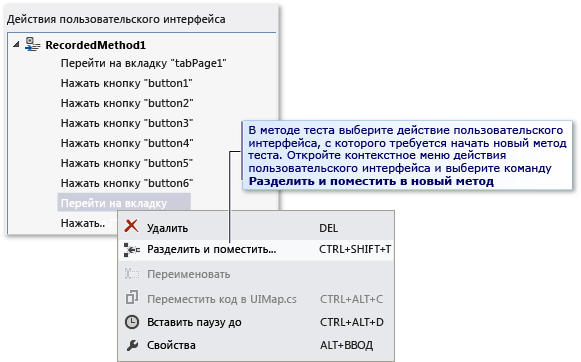 Действия пользовательского интерфейса
RecordedMethod1
Перейти на вкладку "tabPage1"
Нажать кнопку "button1"
Нажать кнопку "button2"
Нажать кнопку "button3"
Нажать кнопку "button4"
Нажать кнопку "button5"
Нажать кнопку "button6"
Перейти на вкладку
Нажать..
В методе теста выберите действие пользовательского
интерфейса, с которого требуется начать новый метод
теста. Откройте контекстное меню действия
пользовательского интерфейса и выберите команду
Разделить и поместить в новый метод
Удалить DEL
Разделить и поместить... CTRL+SHIFT+T
Переименовать
Переместить код в UIMap.cs CTRL+ALT+C
Вставить паузу до CTRL+ALT+D
Свойства ALT+ВВОД